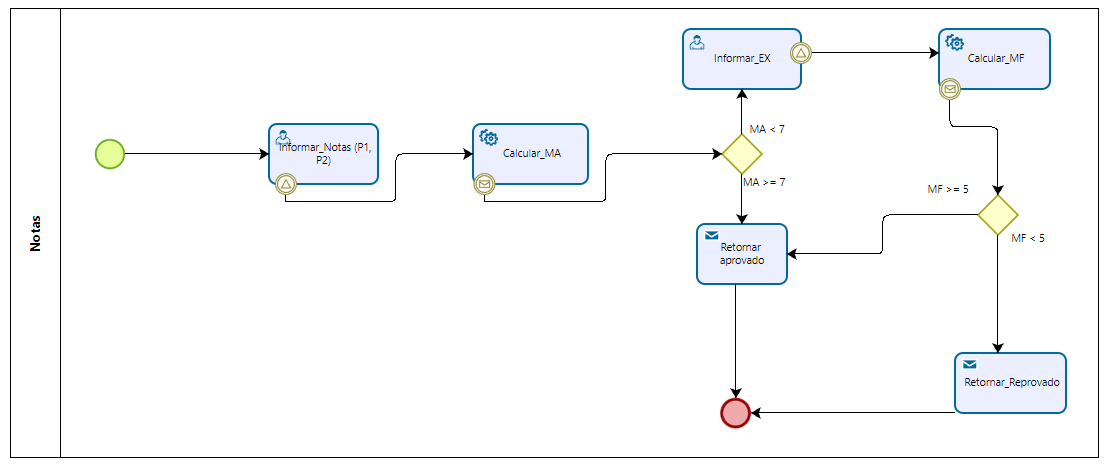 Notas
Informar_Notas (P1,
P2)
Calcular_MA
MA < 7
MA >= 7
Informar_EX
Calcular_MF
MF >= 5
MF < 5
Retornar
aprovado
Retornar_Reprovado